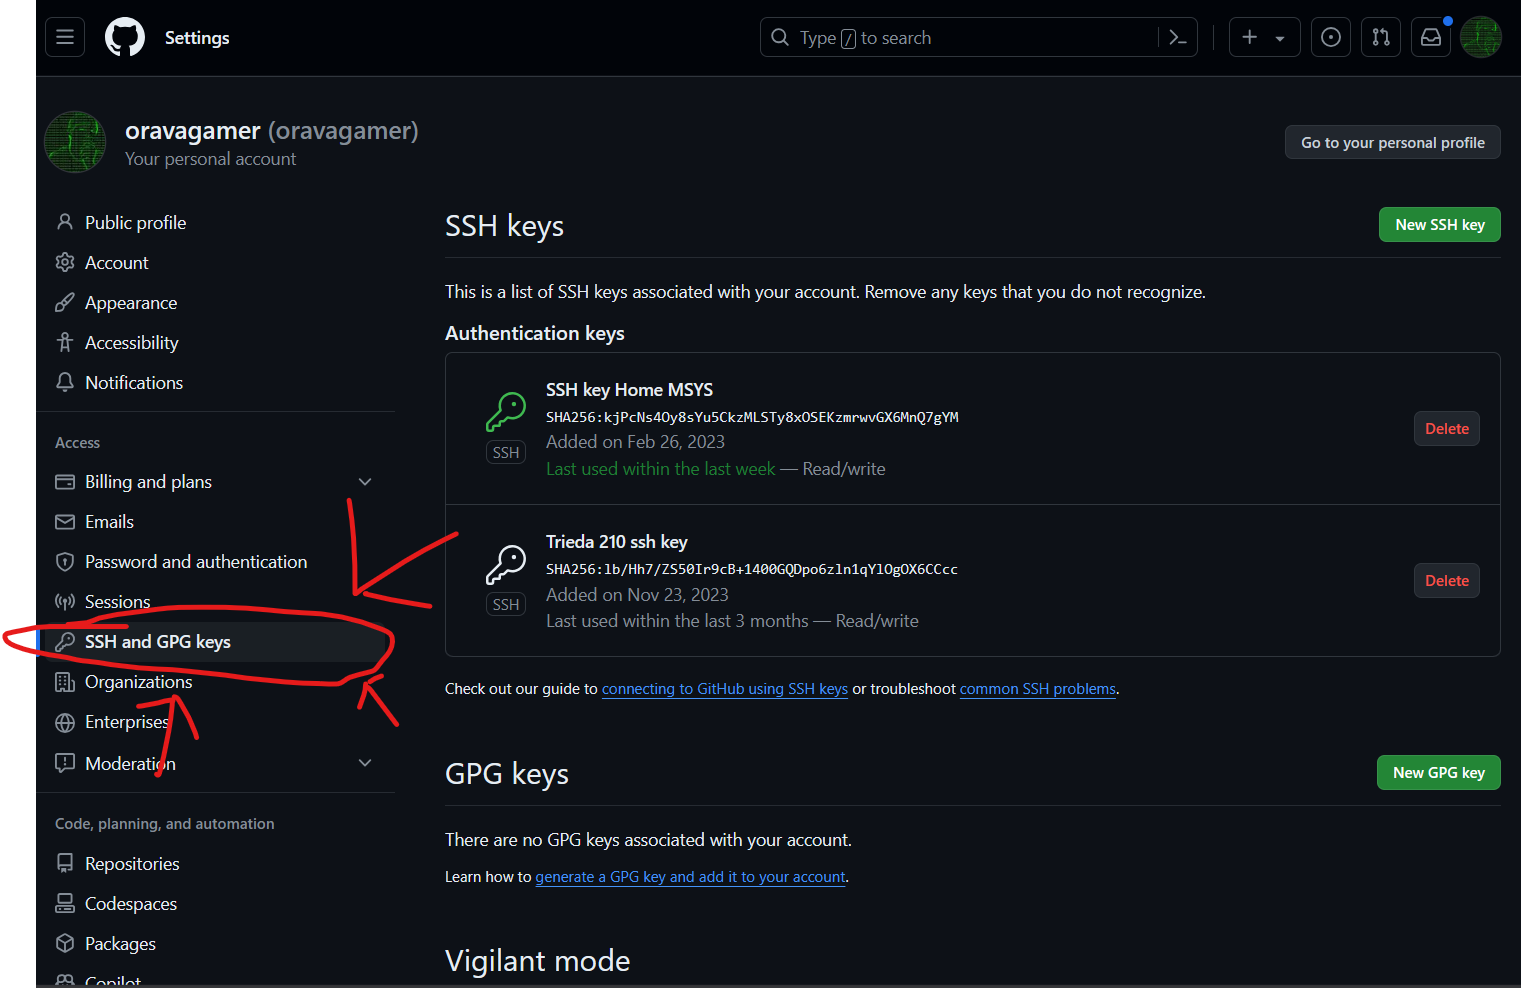 Settings
Type / to search
oravagamer (oravagamer)
Your personal account
Go to your personal profile
Public profile
Account
Appearance
Accessibility
Notifications
Access
Billing and plans
Emails
Password and authentication
Sessions
SSH and GPG keys
Organizations
Enterprises
Moderation
Code, planning, and automation
Repositories
Codespaces
Packages
Copilot
SSH keys
New SSH key
This is a list of SSH keys associated with your account. Remove any keys that you do not recognize.
Authentication keys
SSH key Home MSYS
SHA256:kjPcNs4Oy8sYu5CkzMLSTy8xOSEKzmrwvGX6MnQ7gYM
Added on Feb 26, 2023
SSH
Last used within the last week — Read/write
Delete
Trieda 210 ssh key
SHA256:lb/Hh7/ZS50Ir9cB+1400GQDpo6zln1qYlOgOX6CCcc
Added on Nov 23, 2023
SSH
Last used within the last 3 months — Read/write
Delete
Check out our guide to connecting to GitHub using SSH keys or troubleshoot common SSH problems.
GPG keys
New GPG key
There are no GPG keys associated with your account.
Learn how to generate a GPG key and add it to your account.
Vigilant mode